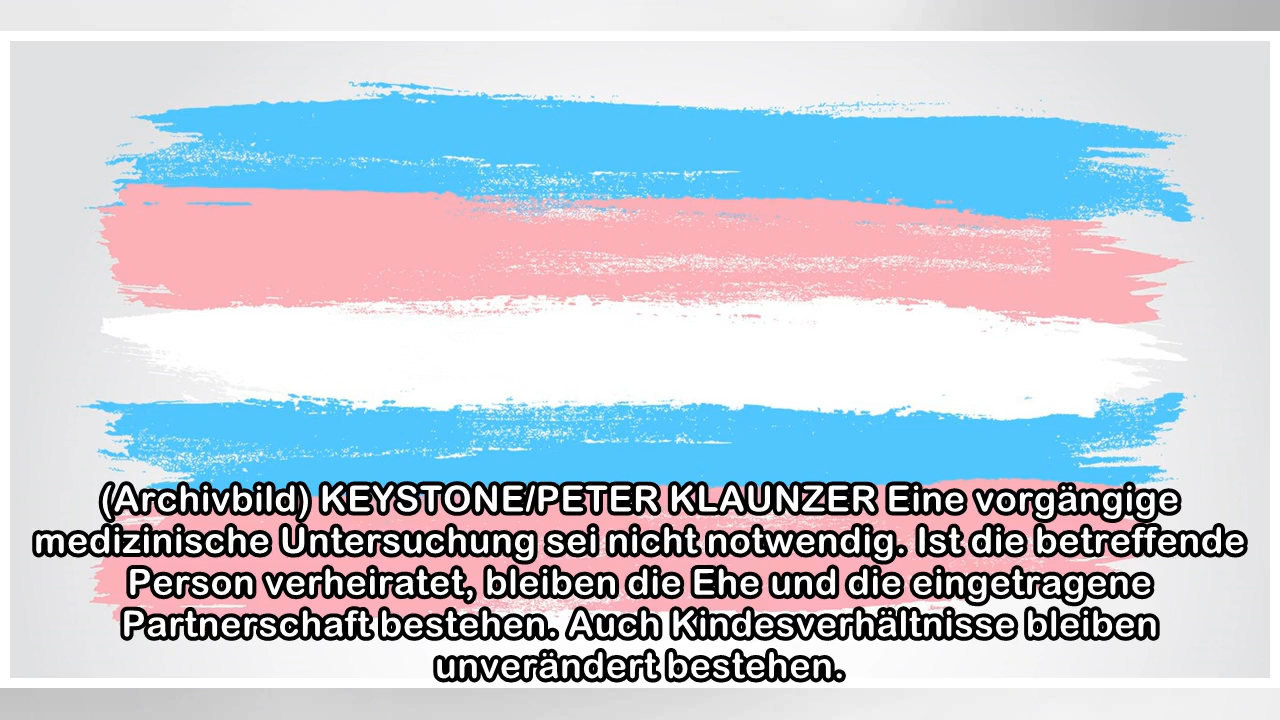 (Archivbild) KEYSTONE/PETER KLAUNZER Eine vorgängige
medizinische Untersuchung sei nicht notwendig. Ist die betreffende
Person verheiratet, bleiben die Ehe und die eingetragene
Partnerschaft bestehen. Auch Kindesverhältnisse bleiben
unverändert bestehen.